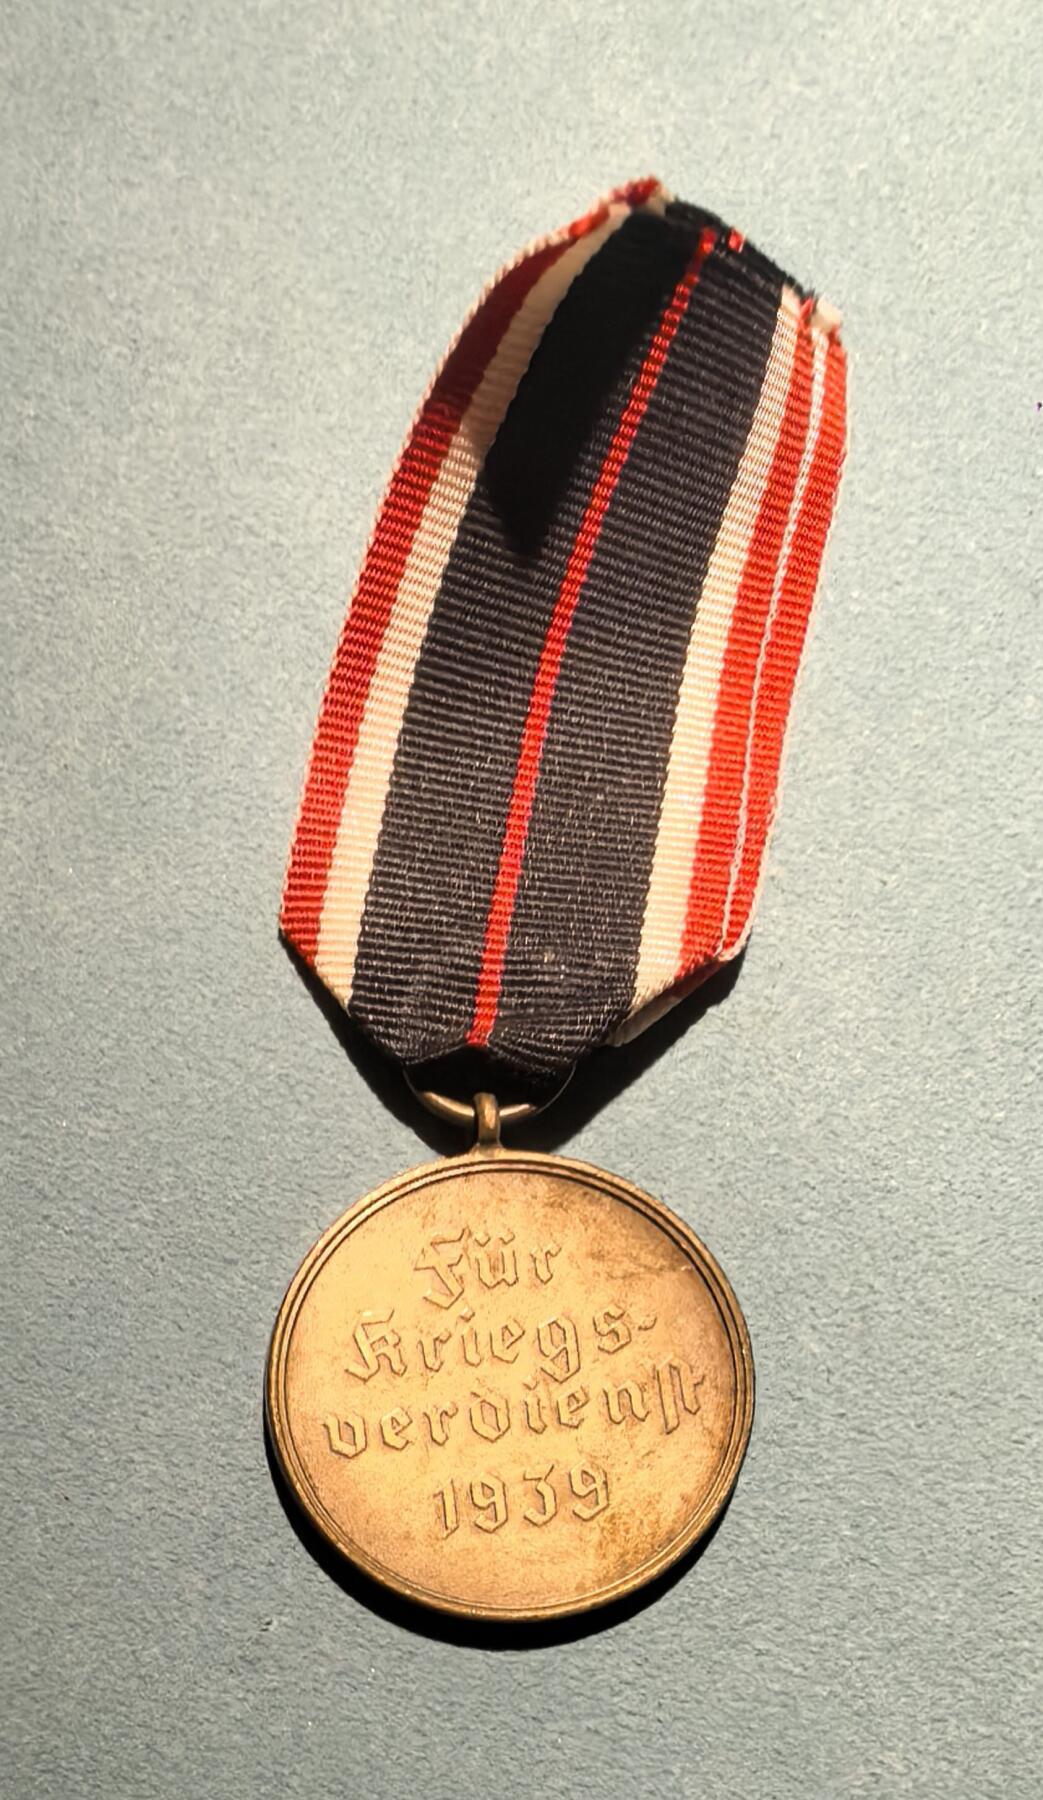 Für
Kriegs-
verdienst
1939